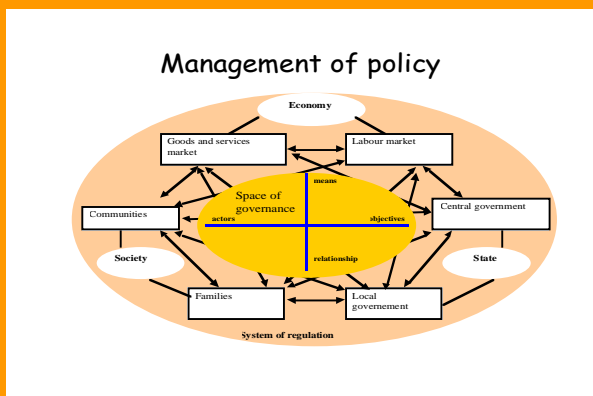 Management of policy
Economy
Goods and services
market
Labour market
means
Space of
governance
actors
objectives
Communities
Central government
Society
State
relationship
Families
Local
governement
System of regulation